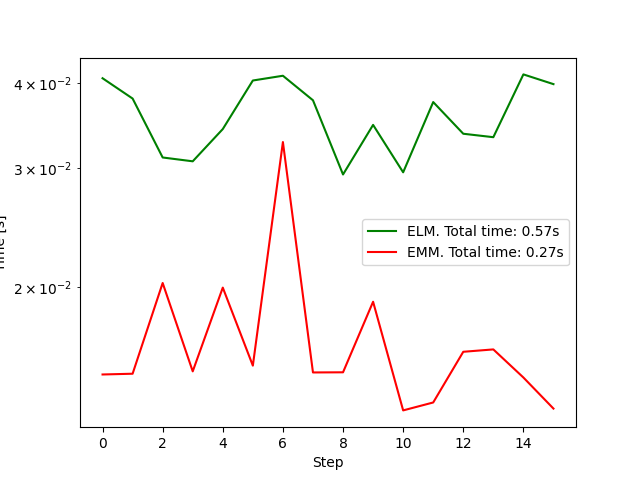 4 × 10⁻²
3 × 10⁻²
2 × 10⁻²
ELM. Total time: 0.57s
EMM. Total time: 0.27s
0 2 4 6 8 10 12 14
Step